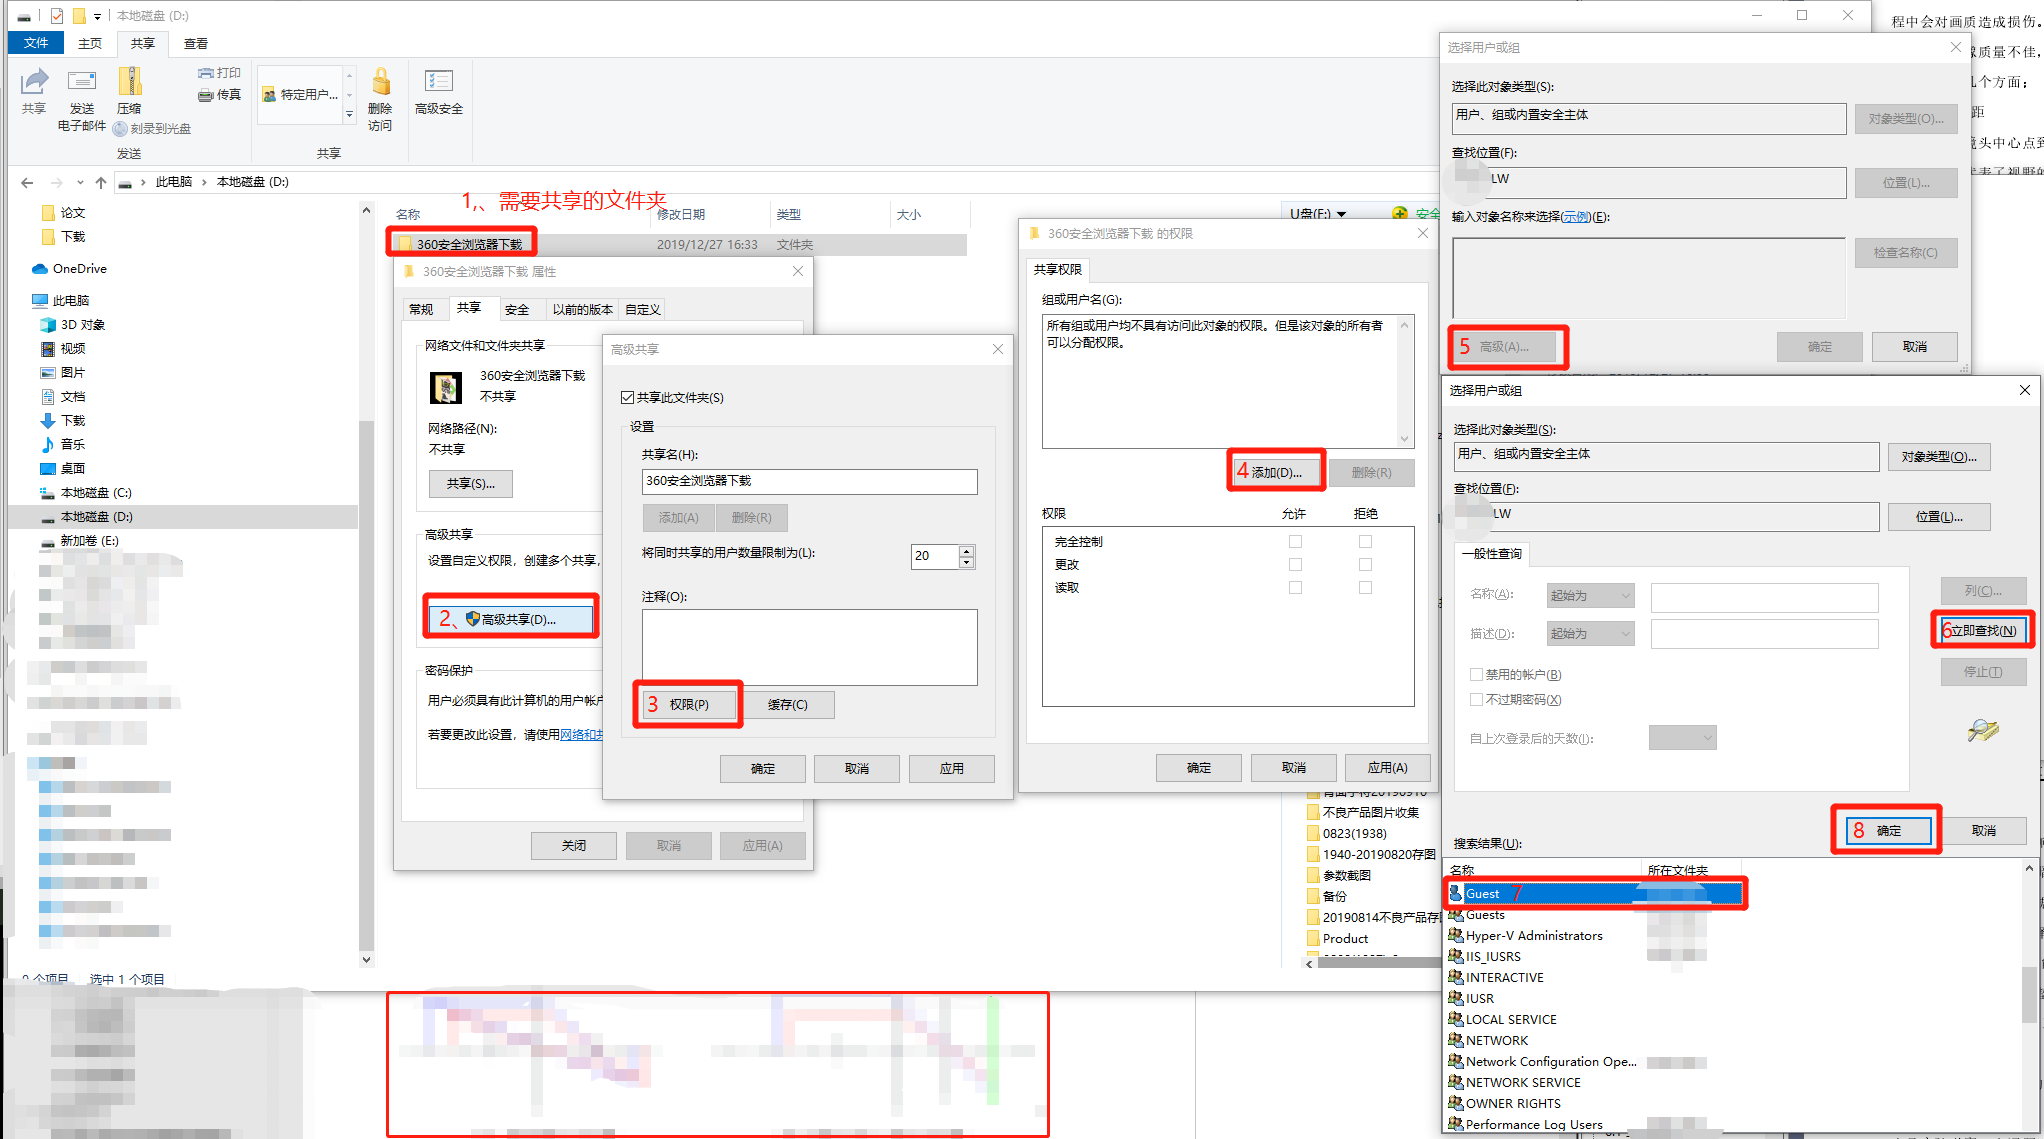 本地磁盘 (D:)
文件 主页 共享 查看
共享
发送
电子邮件
压缩
打印
传真
刻录到光盘
特定用户...
删除
访问
高级安全
发送
共享
此电脑 › 本地磁盘 (D:)
论文
下载
OneDrive
此电脑
3D 对象
视频
图片
文档
下载
音乐
桌面
本地磁盘 (C:)
本地磁盘 (D:)
新加卷 (E:)
选中 1 个项目
1,、需要共享的文件夹
名称 修改日期 类型 大小
360安全浏览器下载 2019/12/27 16:33 文件夹
360安全浏览器下载 属性
常规 共享 安全 以前的版本 自定义
网络文件和文件夹共享
360安全浏览器下载
不共享
网络路径(N):
不共享
共享(S)...
高级共享
设置自定义权限，创建多个共享，
2、高级共享(D)...
密码保护
用户必须具有此计算机的用户帐户
若要更改此设置，请使用网络和共
关闭 取消 应用(A)
高级共享
共享此文件夹(S)
设置
共享名(H):
360安全浏览器下载
添加(A) 删除(R)
将同时共享的用户数量限制为(L): 20
注释(O):
3 权限(P) 缓存(C)
确定 取消 应用
U盘(F:) 安全
360安全浏览器下载 的权限
共享权限
组或用户名(G):
所有组或用户均不具有访问此对象的权限。但是该对象的所有者
可以分配权限。
4 添加(D)... 删除(R)
权限 允许 拒绝
完全控制
更改
读取
确定 取消 应用(A)
不良产品图片收集
0823(1938)
1940-20190820存图
参数截图
备份
20190814不良产品存图
Product
选择用户或组
选择此对象类型(S):
用户、组或内置安全主体 对象类型(O)...
查找位置(F):
LW 位置(L)...
输入对象名称来选择(示例)(E):
检查名称(C)
5 高级(A)... 确定 取消
选择用户或组
选择此对象类型(S):
用户、组或内置安全主体 对象类型(O)...
查找位置(F):
LW 位置(L)...
一般性查询
名称(A): 起始为 列(C)...
描述(D): 起始为 6立即查找(N)
禁用的帐户(B) 停止(T)
不过期密码(X)
自上次登录后的天数(I):
8 确定 取消
搜索结果(U):
名称 所在文件夹
Guest 7
Guests
Hyper-V Administrators
IIS_IUSRS
INTERACTIVE
IUSR
LOCAL SERVICE
NETWORK
Network Configuration Ope...
NETWORK SERVICE
OWNER RIGHTS
Performance Log Users
程中会对画质造成损伤。
质量不佳，
几个方面；
距
镜头中心点到